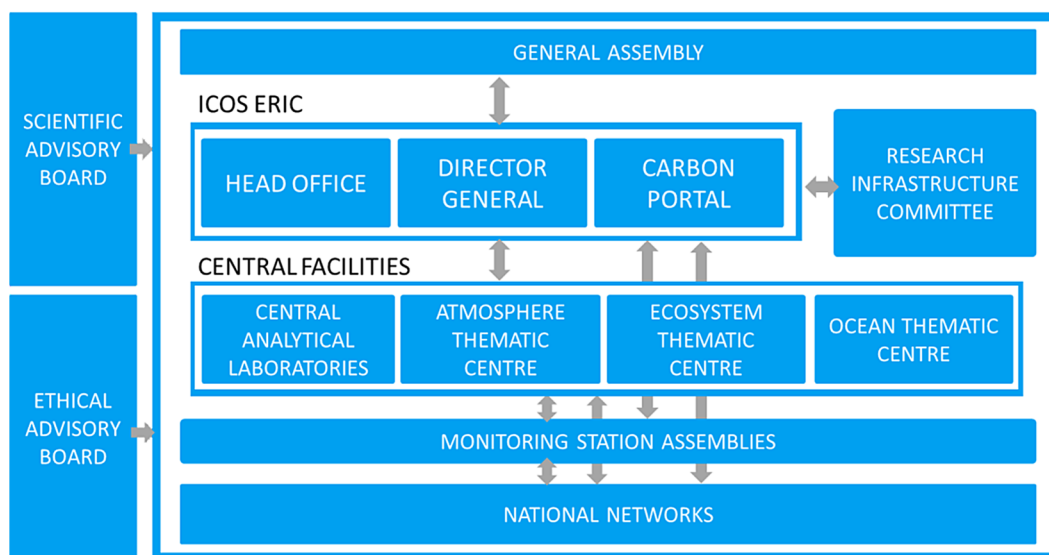 SCIENTIFIC
ADVISORY
BOARD
ETHICAL
ADVISORY
BOARD
GENERAL ASSEMBLY
ICOS ERIC
HEAD OFFICE
DIRECTOR
GENERAL
CARBON
PORTAL
RESEARCH
INFRASTRUCTURE
COMMITTEE
CENTRAL FACILITIES
CENTRAL
ANALYTICAL
LABORATORIES
ATMOSPHERE
THEMATIC
CENTRE
ECOSYSTEM
THEMATIC
CENTRE
OCEAN THEMATIC
CENTRE
MONITORING STATION ASSEMBLIES
NATIONAL NETWORKS